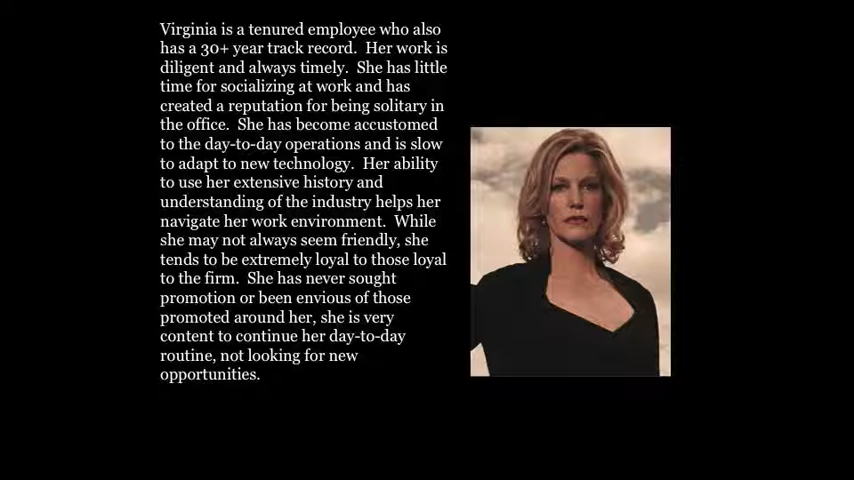 Virginia is a tenured employee who also
has a 30+ year track record.  Her work is
diligent and always timely.  She has little
time for socializing at work and has
created a reputation for being solitary in
the office.  She has become accustomed
to the day-to-day operations and is slow
to adapt to new technology.  Her ability
to use her extensive history and
understanding of the industry helps her
navigate her work environment.  While
she may not always seem friendly, she
tends to be extremely loyal to those loyal
to the firm.  She has never sought
promotion or been envious of those
promoted around her, she is very
content to continue her day-to-day
routine, not looking for new
opportunities.